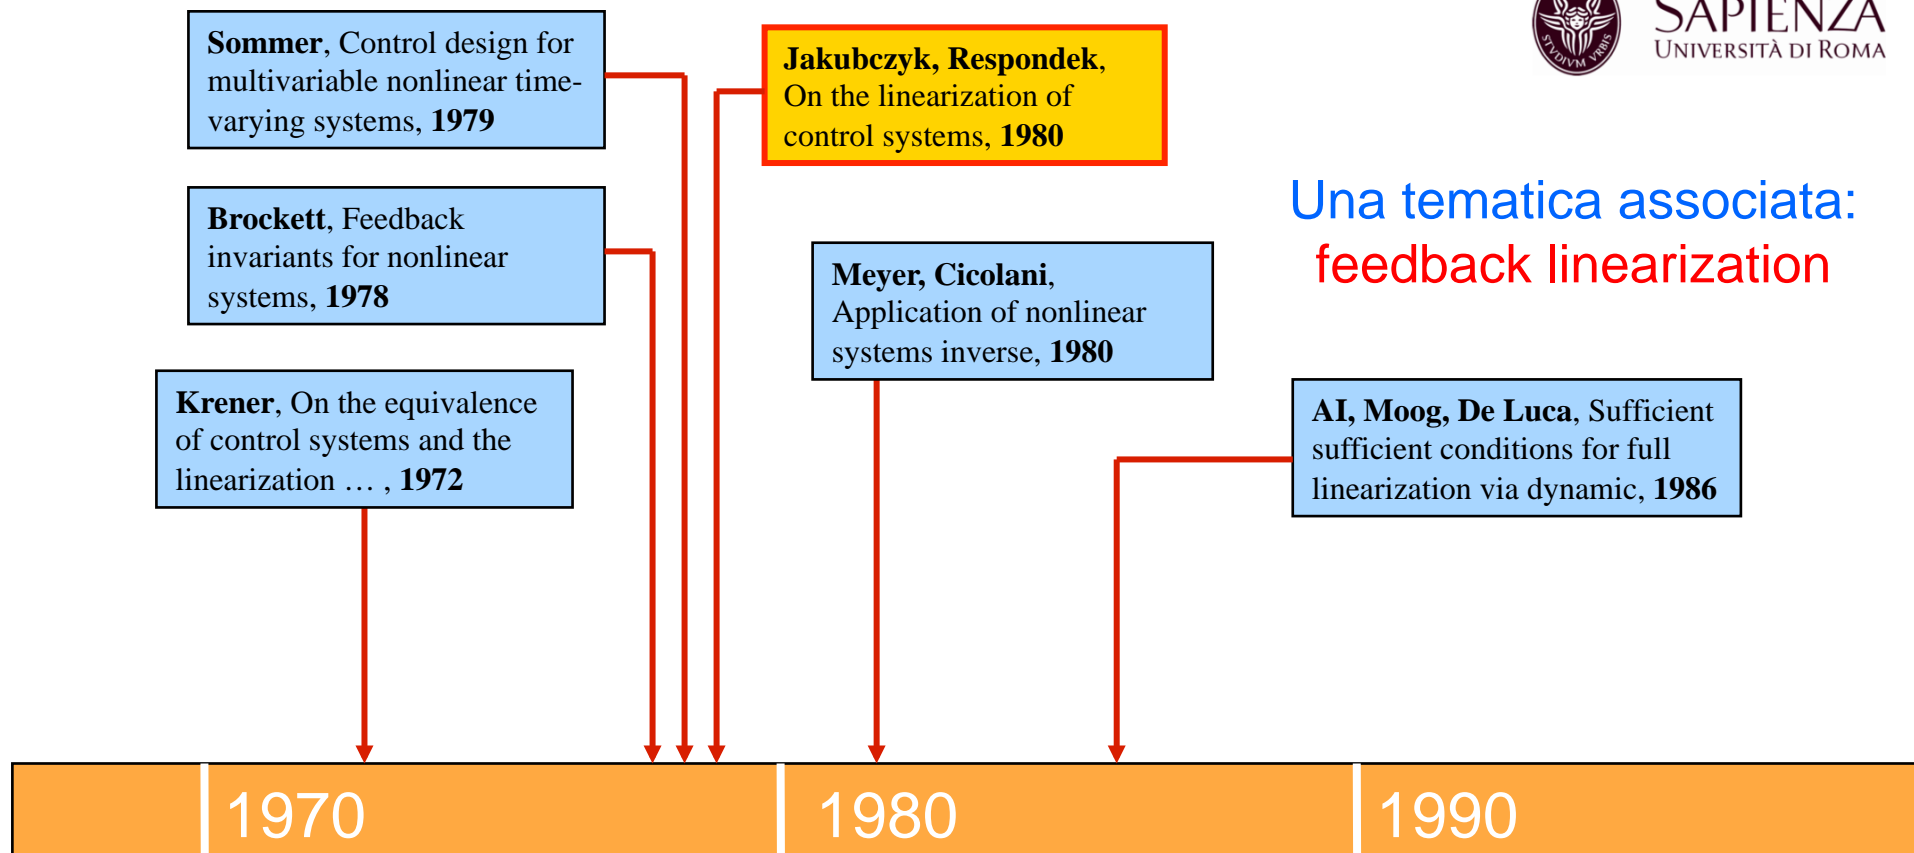 SAPIENZA
UNIVERSITÀ DI ROMA
STVDIVM VRBIS
Sommer, Control design for
multivariable nonlinear time-
varying systems, 1979
Jakubczyk, Respondek,
On the linearization of
control systems, 1980
Una tematica associata:
feedback linearization
Brockett, Feedback
invariants for nonlinear
systems, 1978
Meyer, Cicolani,
Application of nonlinear
systems inverse, 1980
Krener, On the equivalence
of control systems and the
linearization … , 1972
AI, Moog, De Luca, Sufficient
sufficient conditions for full
linearization via dynamic, 1986
1970
1980
1990